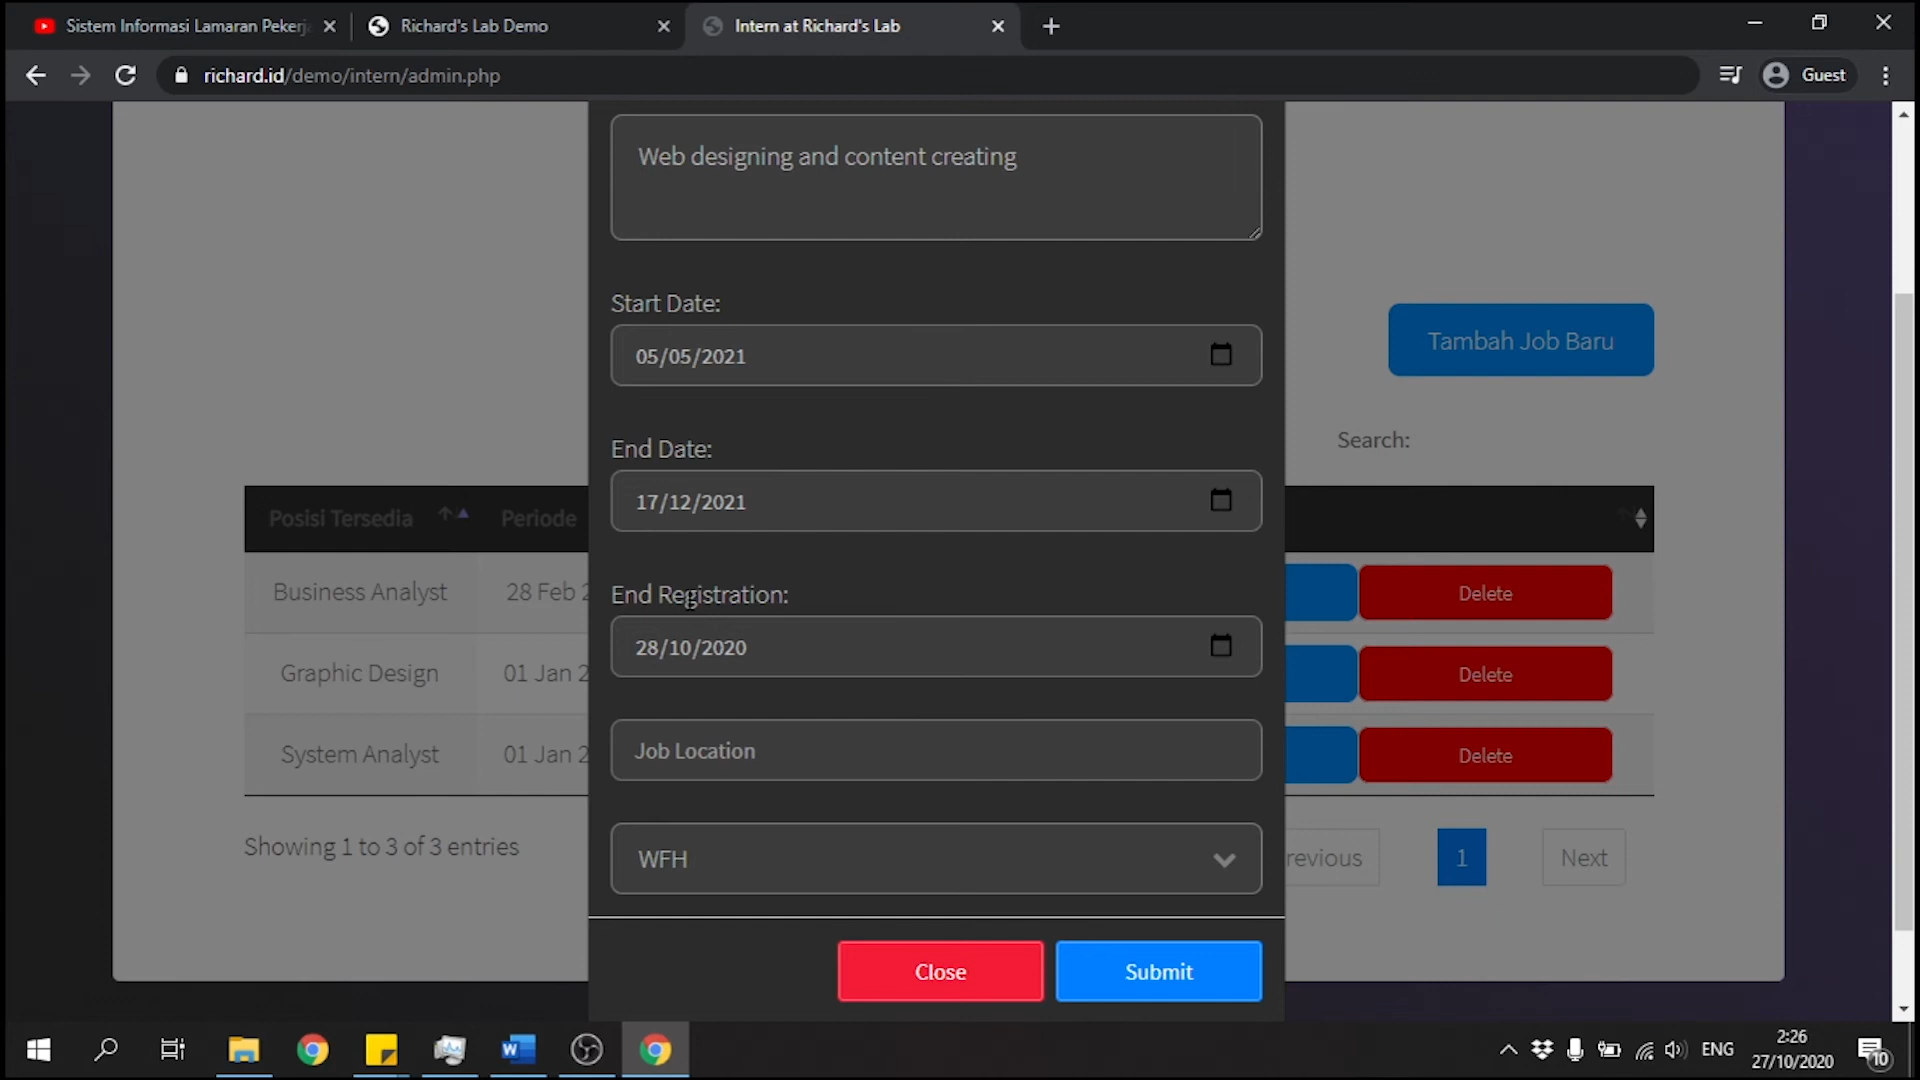 Sistem Informasi Lamaran Pekerj
Richard's Lab Demo
Intern at Richard's Lab
richard.id/demo/intern/admin.php
Guest
Web designing and content creating
Start Date:
05/05/2021
Tambah Job Baru
End Date:
17/12/2021
Search:
Posisi Tersedia
Periode
End Registration:
28/10/2020
Business Analyst
28 Feb 2
Delete
Graphic Design
01 Jan 2
Delete
System Analyst
01 Jan 2
Delete
Job Location
Showing 1 to 3 of 3 entries
WFH
revious
1
Next
Close
Submit
ENG
2:26
27/10/2020
10